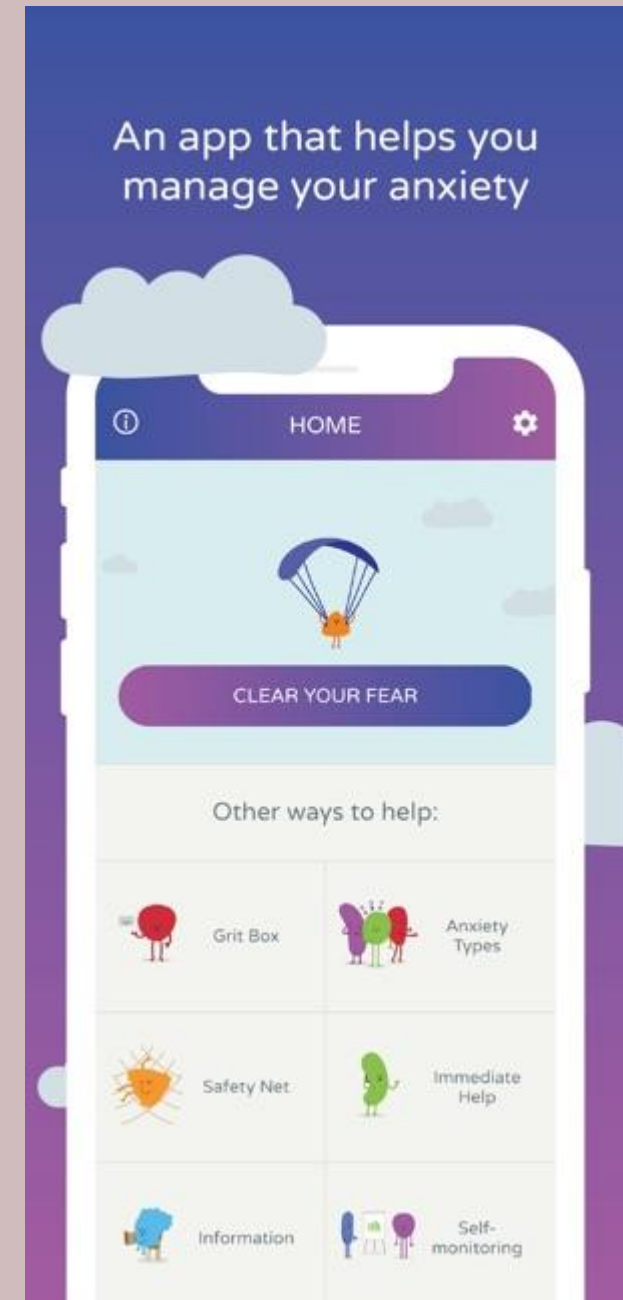 An app that helps you
manage your anxiety
HOME
CLEAR YOUR FEAR
Other ways to help:
Grit Box
Anxiety
Types
Safety Net
Immediate
Help
Information
Self-
monitoring